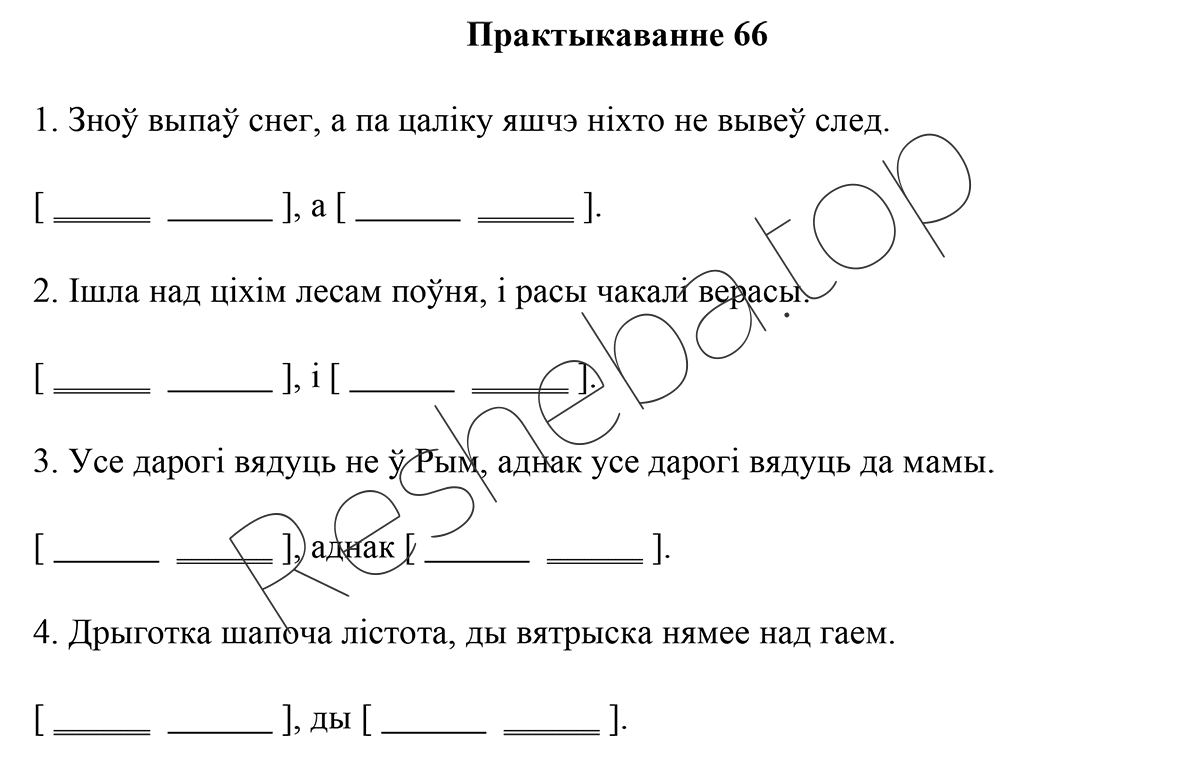 Практыкаванне 66
1. Зноў выпаў снег, а па цаліку яшчэ ніхто не вывеў след.
[ ______ ______ ], а [ ______ ______ ].
2. Ішла над ціхім лесам поўня, і расы чакалі верасы.
[ ______ ______ ], і [ ______ ______ ].
3. Усе дарогі вядуць не ў Рым, аднак усе дарогі вядуць да мамы.
[ ______ ______ ], аднак [ ______ ______ ].
4. Дрыготка шапоча лістота, ды вятрыска нямее над гаем.
[ ______ ______ ], ды [ ______ ______ ].
Resheba.top